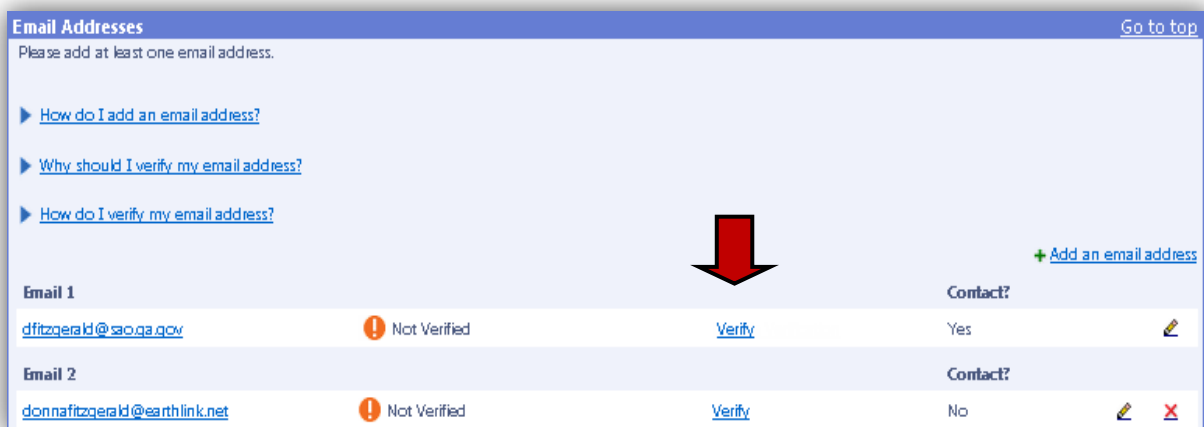 Email Addresses Go to top
Please add at least one email address.
How do I add an email address?
Why should I verify my email address?
How do I verify my email address?
+ Add an email address
Email 1 Contact?
dfitzgerald@sao.ga.gov Not Verified Verify Yes
Email 2 Contact?
donnafitzgerald@earthlink.net Not Verified Verify No